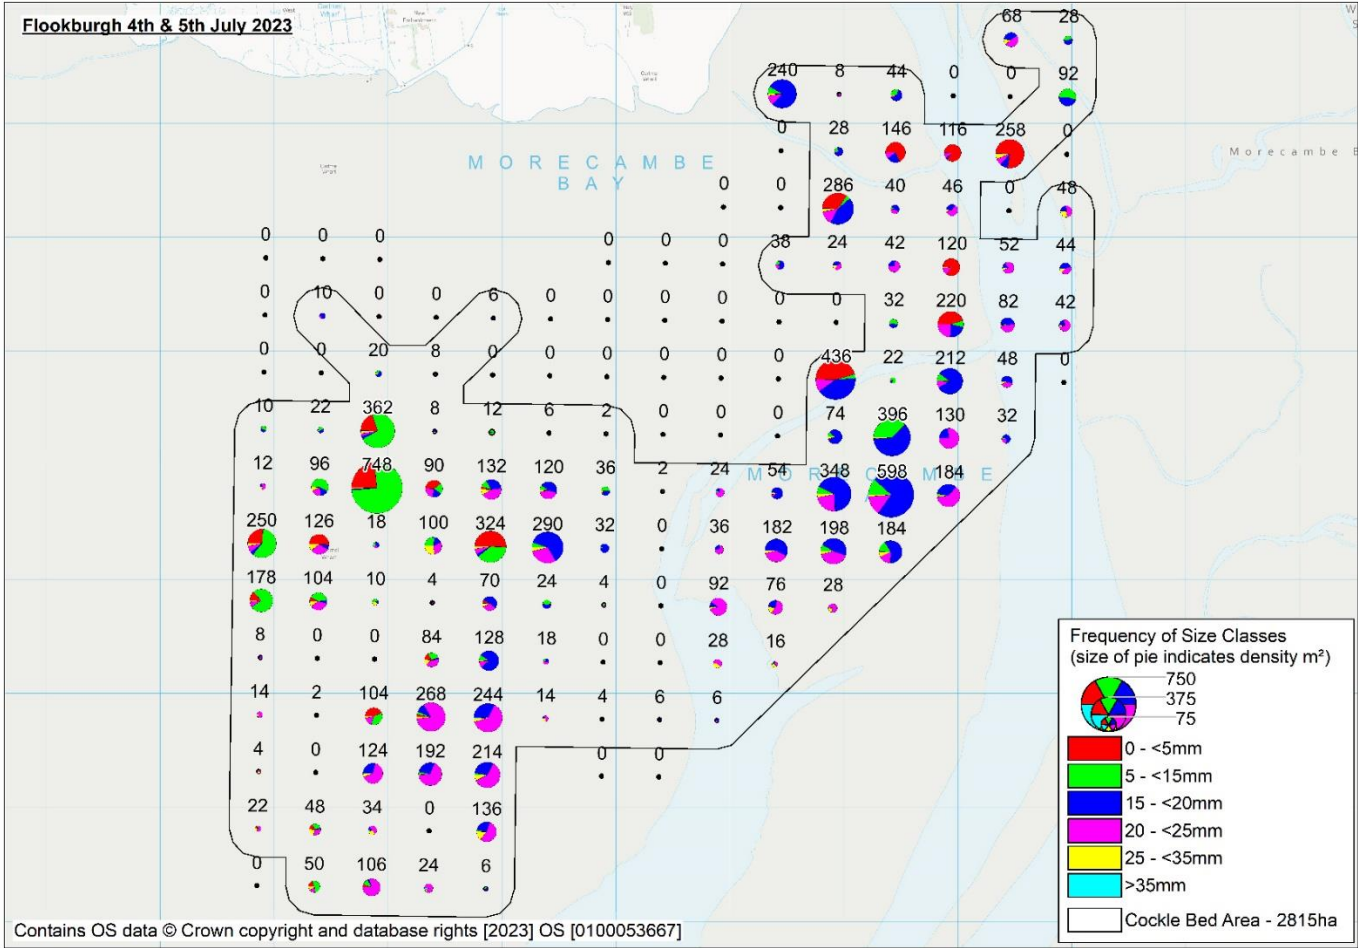 Flookburgh 4th & 5th July 2023
68 28
240 8 44 0 0 92
0 28 146 116 258 0
MORECAMBE
BAY
Morecambe B
0 0 286 40 46 0 48
0 0 0 0 0 0 38 24 42 120 52 44
0 10 0 0 6 0 0 0 0 0 0 32 220 82 42
0 0 20 8 0 0 0 0 0 0 436 22 212 48 0
10 22 362 8 12 6 2 0 0 0 74 396 130 32
12 96 748 90 132 120 36 2 24 54 348 598 184
250 126 18 100 324 290 32 0 36 182 198 184
178 104 10 4 70 24 4 0 92 76 28
8 0 0 84 128 18 0 0 28 16
14 2 104 268 244 14 4 6 6
4 0 124 192 214 0 0
22 48 34 0 136
0 50 106 24 6
Frequency of Size Classes
(size of pie indicates density m²)
750
375
75
0 - <5mm
5 - <15mm
15 - <20mm
20 - <25mm
25 - <35mm
>35mm
Cockle Bed Area - 2815ha
Contains OS data © Crown copyright and database rights [2023] OS [0100053667]